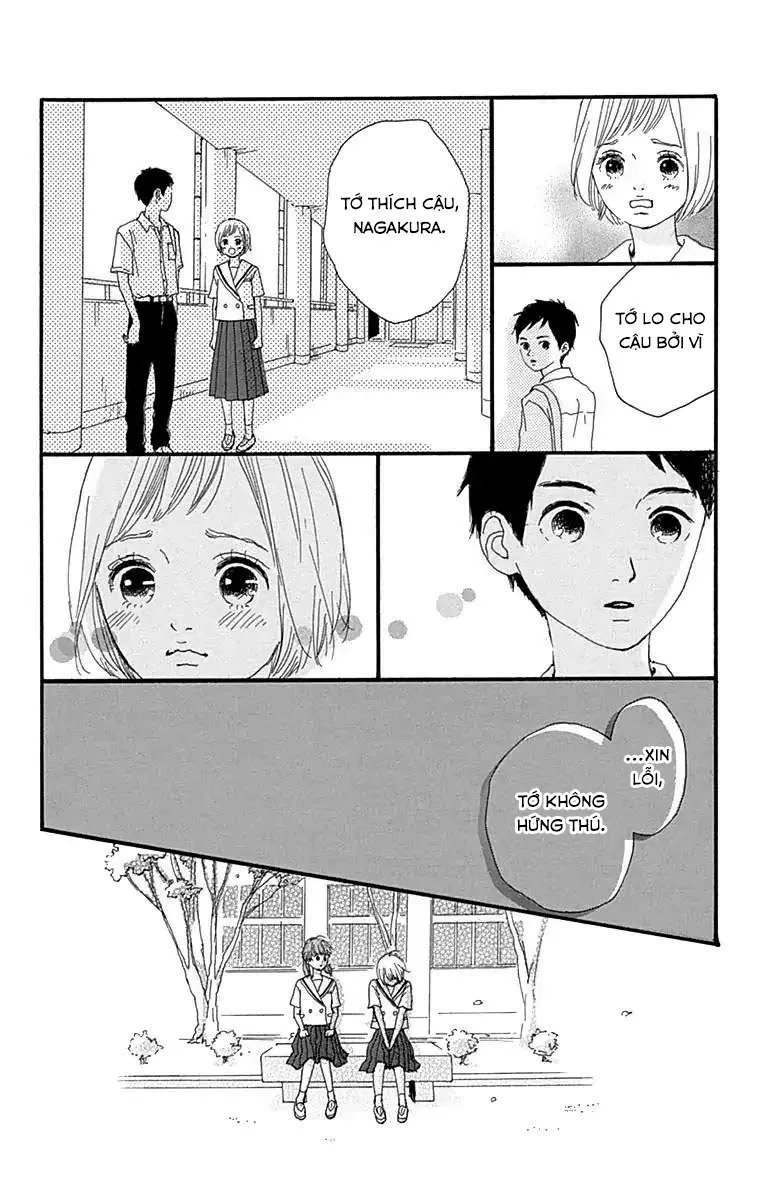 TỚ LO CHO
CẬU BỞI VÌ
TỚ THÍCH CẬU,
NAGAKURA.
...XIN
LỖI,
TỚ KHÔNG
HỨNG THÚ.